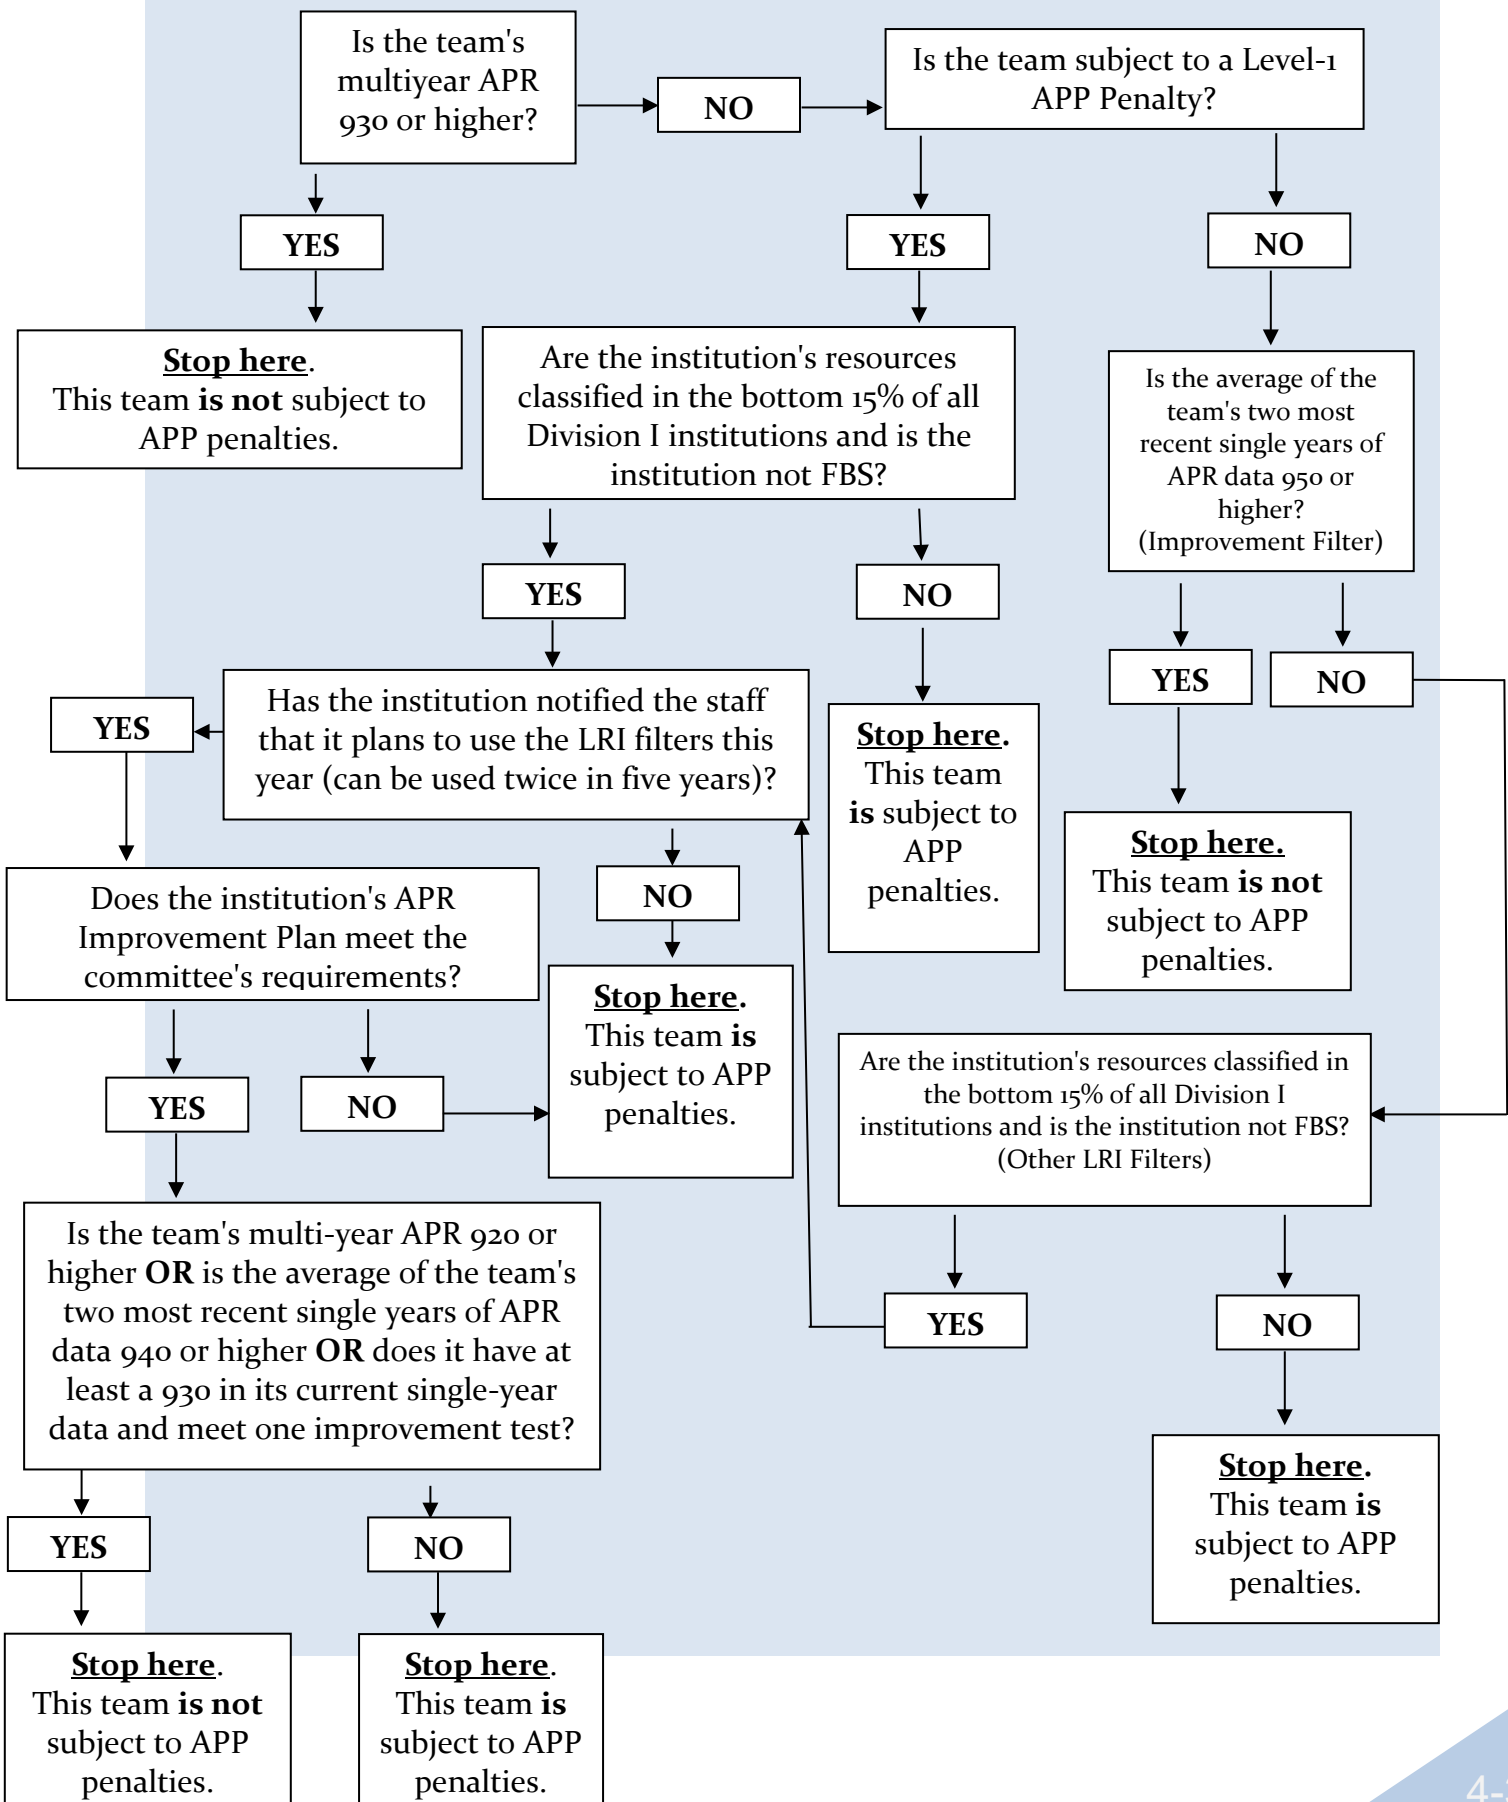 Is the team's
multiyear APR
930 or higher?
NO
Is the team subject to a Level-1
APP Penalty?
YES
YES
NO
Stop here.
This team is not subject to
APP penalties.
Are the institution's resources
classified in the bottom 15% of all
Division I institutions and is the
institution not FBS?
Is the average of the
team's two most
recent single years of
APR data 950 or
higher?
(Improvement Filter)
YES
NO
YES
NO
YES
Has the institution notified the staff
that it plans to use the LRI filters this
year (can be used twice in five years)?
Stop here.
This team
is subject to
APP
penalties.
Stop here.
This team is not
subject to APP
penalties.
NO
Does the institution's APR
Improvement Plan meet the
committee's requirements?
Stop here.
This team is
subject to APP
penalties.
Are the institution's resources classified in
the bottom 15% of all Division I
institutions and is the institution not FBS?
(Other LRI Filters)
YES
NO
Is the team's multi-year APR 920 or
higher OR is the average of the team's
two most recent single years of APR
data 940 or higher OR does it have at
least a 930 in its current single-year
data and meet one improvement test?
YES
NO
Stop here.
This team is
subject to APP
penalties.
YES
NO
Stop here.
This team is not
subject to APP
penalties.
Stop here.
This team is
subject to APP
penalties.